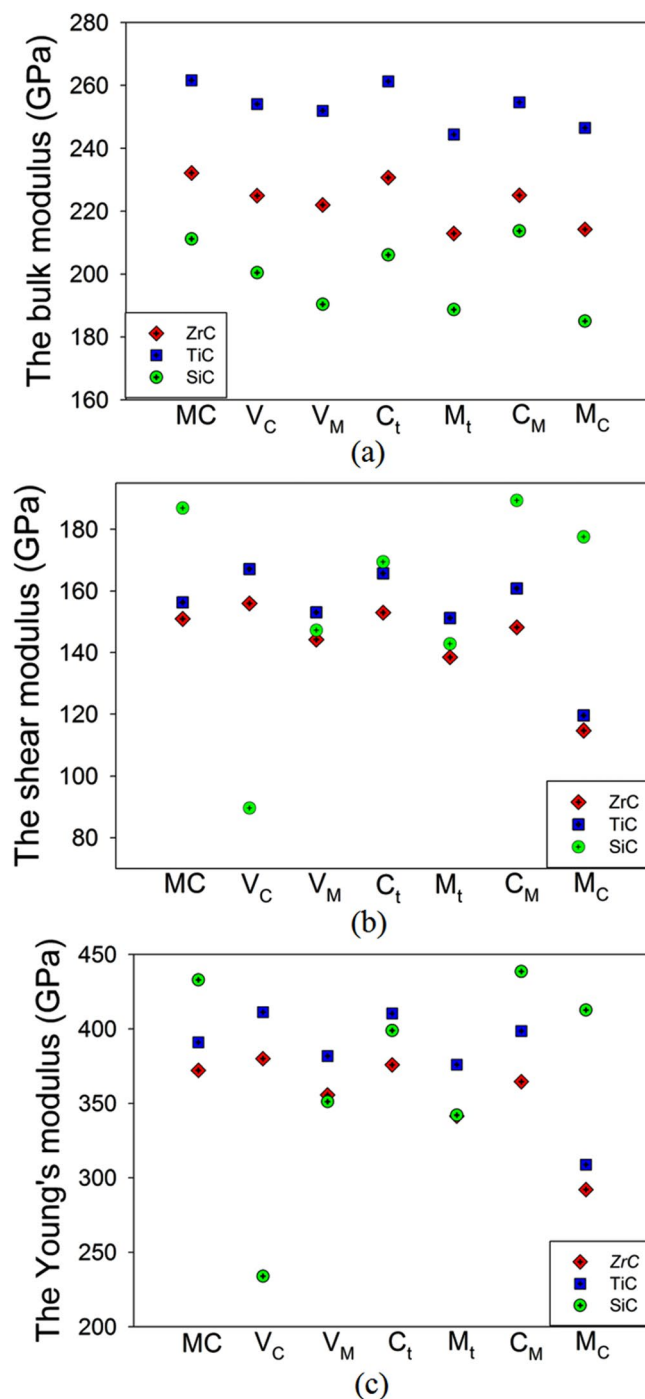 The bulk modulus (GPa)
280
260
240
220
200
180
160
ZrC
TiC
SiC
MC V_C V_M C_t M_t C_M M_C
(a)
The shear modulus (GPa)
180
160
140
120
100
80
ZrC
TiC
SiC
MC V_C V_M C_t M_t C_M M_C
(b)
The Young's modulus (GPa)
450
400
350
300
250
200
ZrC
TiC
SiC
MC V_C V_M C_t M_t C_M M_C
(c)